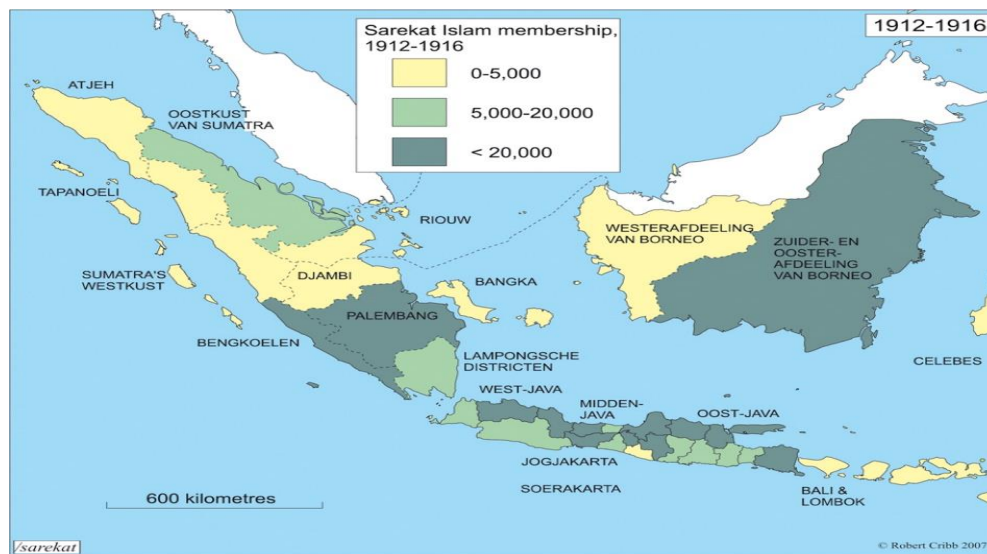 1912-1916
Sarekat Islam membership,
1912-1916
0-5,000
5,000-20,000
< 20,000
ATJEH
OOSTKUST
VAN SUMATRA
TAPANOELI
RIOUW
WESTERAFDEELING
VAN BORNEO
ZUIDER- EN
OOSTER-
AFDEELING
VAN BORNEO
SUMATRA'S
WESTKUST
DJAMBI
BANGKA
PALEMBANG
BENGKOELEN
CELEBES
LAMPONGSCHE
DISTRICTEN
WEST-JAVA
MIDDEN-
JAVA
OOST-JAVA
JOGJAKARTA
SOERAKARTA
BALI &
LOMBOK
600 kilometres
/sarekat
© Robert Cribb 2007